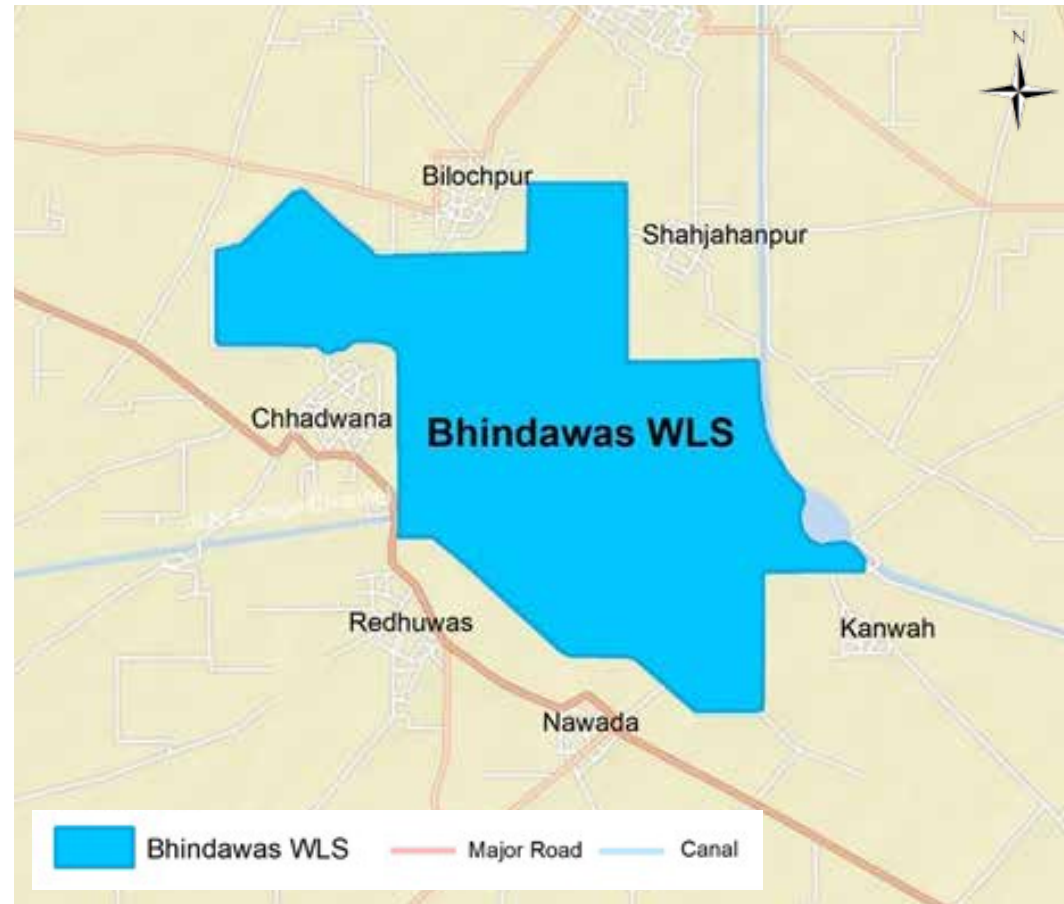 N
Bilochpur
Shahjahanpur
Chhadwana
Bhindawas WLS
Redhuwas
Kanwah
Nawada
Bhindawas WLS
Major Road
Canal